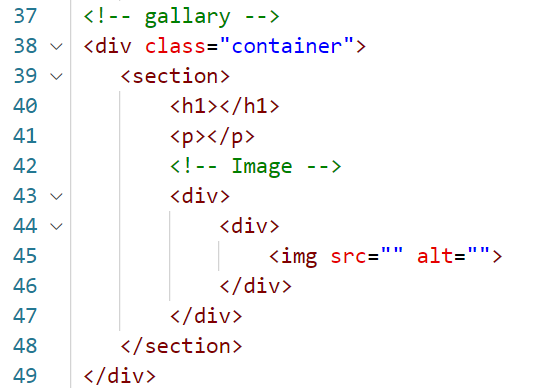 37 <!-- gallary -->
38 <div class="container">
39 <section>
40 <h1></h1>
41 <p></p>
42 <!-- Image -->
43 <div>
44 <div>
45 <img src="" alt="">
46 </div>
47 </div>
48 </section>
49 </div>